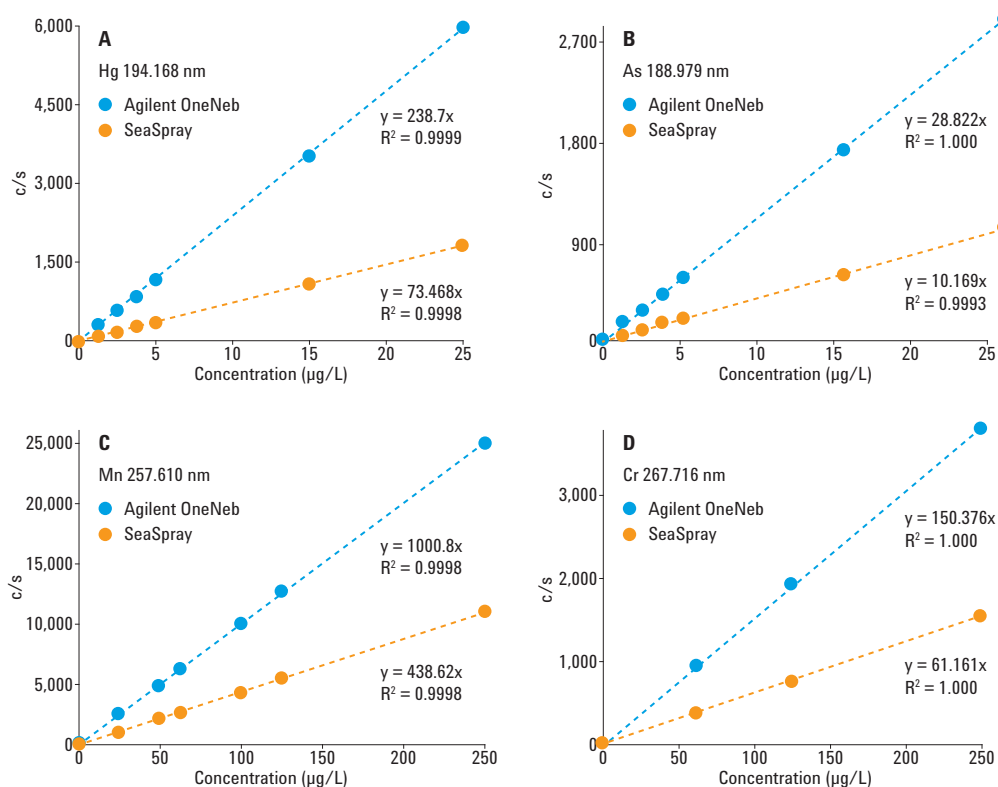 A
Hg 194.168 nm
Agilent OneNeb
SeaSpray
y = 238.7x
R² = 0.9999
y = 73.468x
R² = 0.9998
6,000
4,500
3,000
1,500
0
c/s
0 5 10 15 20 25
Concentration (µg/L)
B
As 188.979 nm
Agilent OneNeb
SeaSpray
y = 28.822x
R² = 1.000
y = 10.169x
R² = 0.9993
2,700
1,800
900
0
c/s
0 5 10 15 20 25
Concentration (µg/L)
C
Mn 257.610 nm
Agilent OneNeb
SeaSpray
y = 1000.8x
R² = 0.9998
y = 438.62x
R² = 0.9998
25,000
20,000
15,000
10,000
5,000
0
c/s
0 50 100 150 200 250
Concentration (µg/L)
D
Cr 267.716 nm
Agilent OneNeb
SeaSpray
y = 150.376x
R² = 1.000
y = 61.161x
R² = 1.000
3,000
2,000
1,000
0
c/s
0 50 100 150 200 250
Concentration (µg/L)